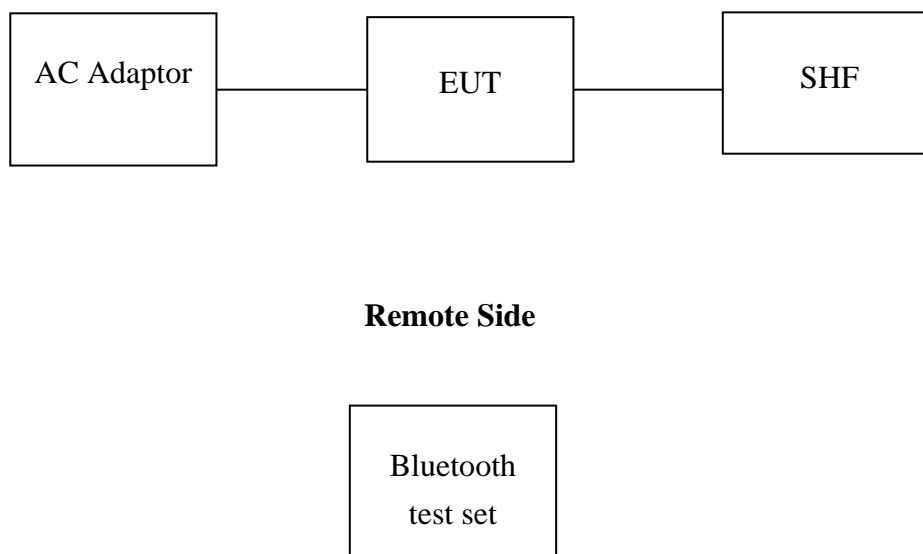 AC Adaptor
EUT
SHF
Remote Side
Bluetooth
test set